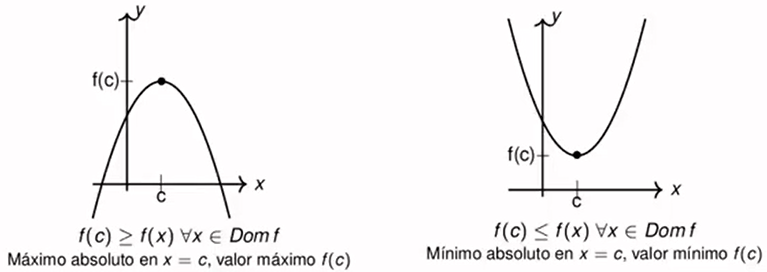 y
f(c)
c
x
f(c) ≥ f(x) ∀x ∈ Dom f
Máximo absoluto en x = c, valor máximo f(c)
y
f(c)
c
x
f(c) ≤ f(x) ∀x ∈ Dom f
Mínimo absoluto en x = c, valor mínimo f(c)